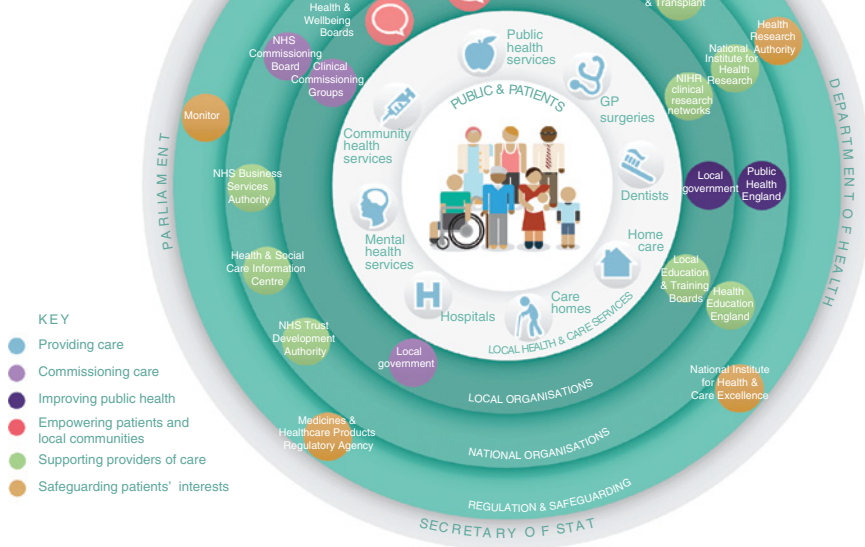 & Transplant
Health &
Wellbeing
Boards
Public
health
services
Health
Research
Authority
NHS
Commissioning
Board
Clinical
Commissioning
Groups
National
Institute for
Health
Research
NIHR
clinical
research
networks
GP
surgeries
PUBLIC & PATIENTS
Monitor
Community
health
services
PARLIAMENT
DEPARTMENT OF HEALTH
NHS Business
Services
Authority
Local
government
Public
Health
England
Dentists
Mental
health
services
Home
care
Health & Social
Care Information
Centre
Local
Education
& Training
Boards
Health
Education
England
Care
homes
Hospitals
LOCAL HEALTH & CARE SERVICES
NHS Trust
Development
Authority
Local
government
National Institute
for Health &
Care Excellence
LOCAL ORGANISATIONS
Medicines &
Healthcare Products
Regulatory Agency
NATIONAL ORGANISATIONS
REGULATION & SAFEGUARDING
SECRETARY OF STAT
KEY
Providing care
Commissioning care
Improving public health
Empowering patients and
local communities
Supporting providers of care
Safeguarding patients' interests